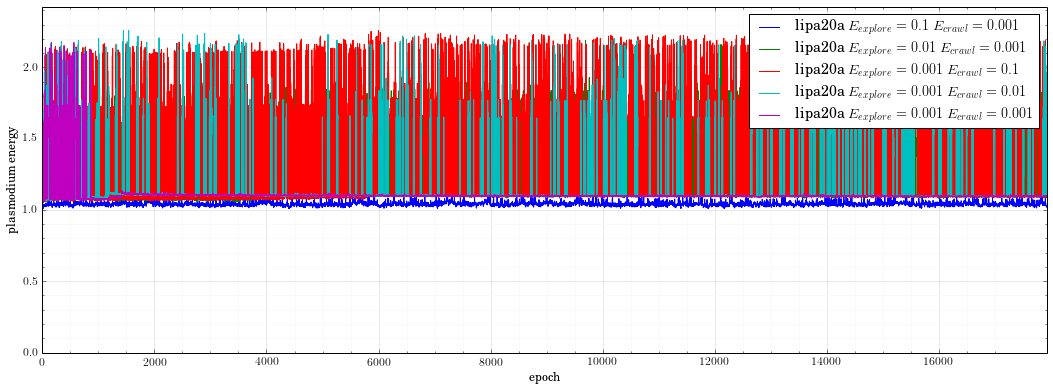 lipa20a E_explore = 0.1 E_crawl = 0.001
lipa20a E_explore = 0.01 E_crawl = 0.001
lipa20a E_explore = 0.001 E_crawl = 0.1
lipa20a E_explore = 0.001 E_crawl = 0.01
lipa20a E_explore = 0.001 E_crawl = 0.001
plasmodium energy
2.0
1.5
1.0
0.5
0.0
0 2000 4000 6000 8000 10000 12000 14000 16000
epoch